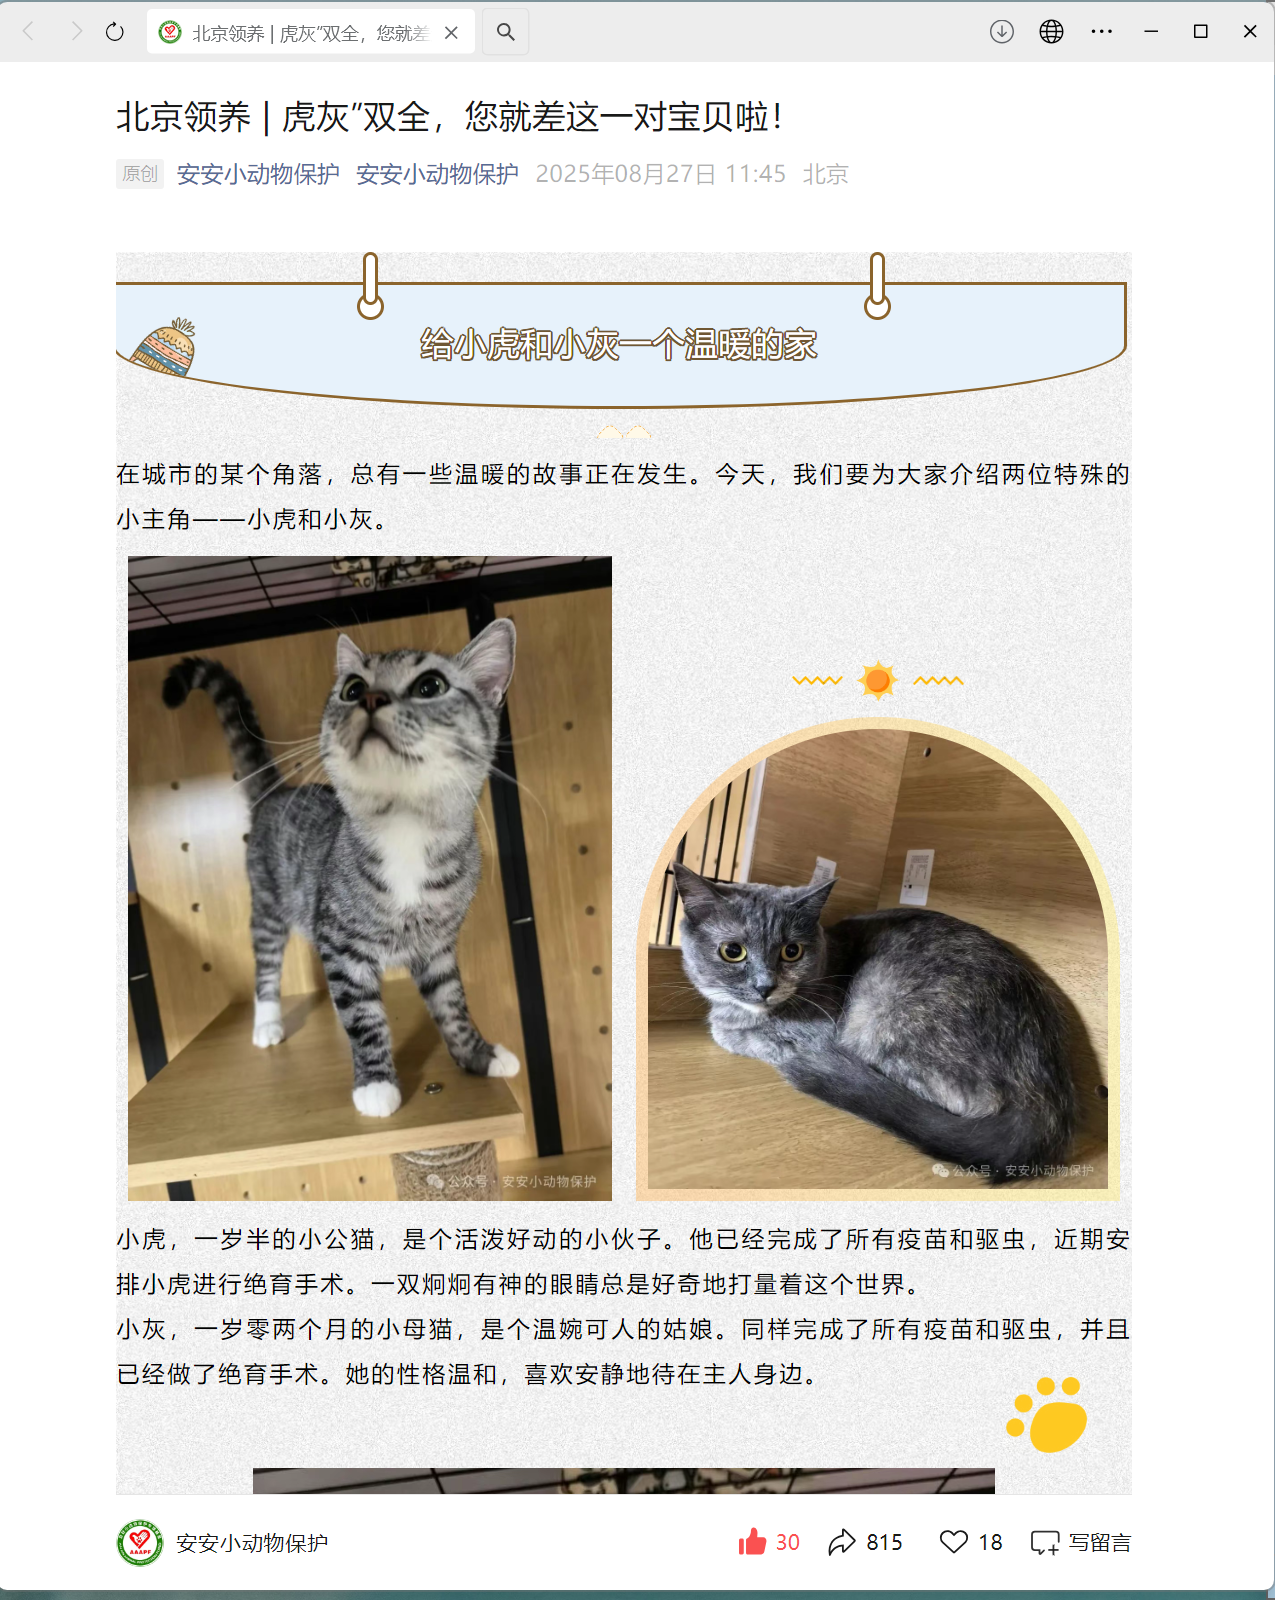 北京领养 | 虎灰”双全，您就差
北京领养 | 虎灰”双全，您就差这一对宝贝啦！
原创 安安小动物保护 安安小动物保护 2025年08月27日 11:45 北京
给小虎和小灰一个温暖的家
在城市的某个角落，总有一些温暖的故事正在发生。今天，我们要为大家介绍两位特殊的
小主角——小虎和小灰。
公众号 · 安安小动物保护
公众号 · 安安小动物保护
小虎，一岁半的小公猫，是个活泼好动的小伙子。他已经完成了所有疫苗和驱虫，近期安
排小虎进行绝育手术。一双炯炯有神的眼睛总是好奇地打量着这个世界。
小灰，一岁零两个月的小母猫，是个温婉可人的姑娘。同样完成了所有疫苗和驱虫，并且
已经做了绝育手术。她的性格温和，喜欢安静地待在主人身边。
AAAPF
安安小动物保护 30 815 18 写留言